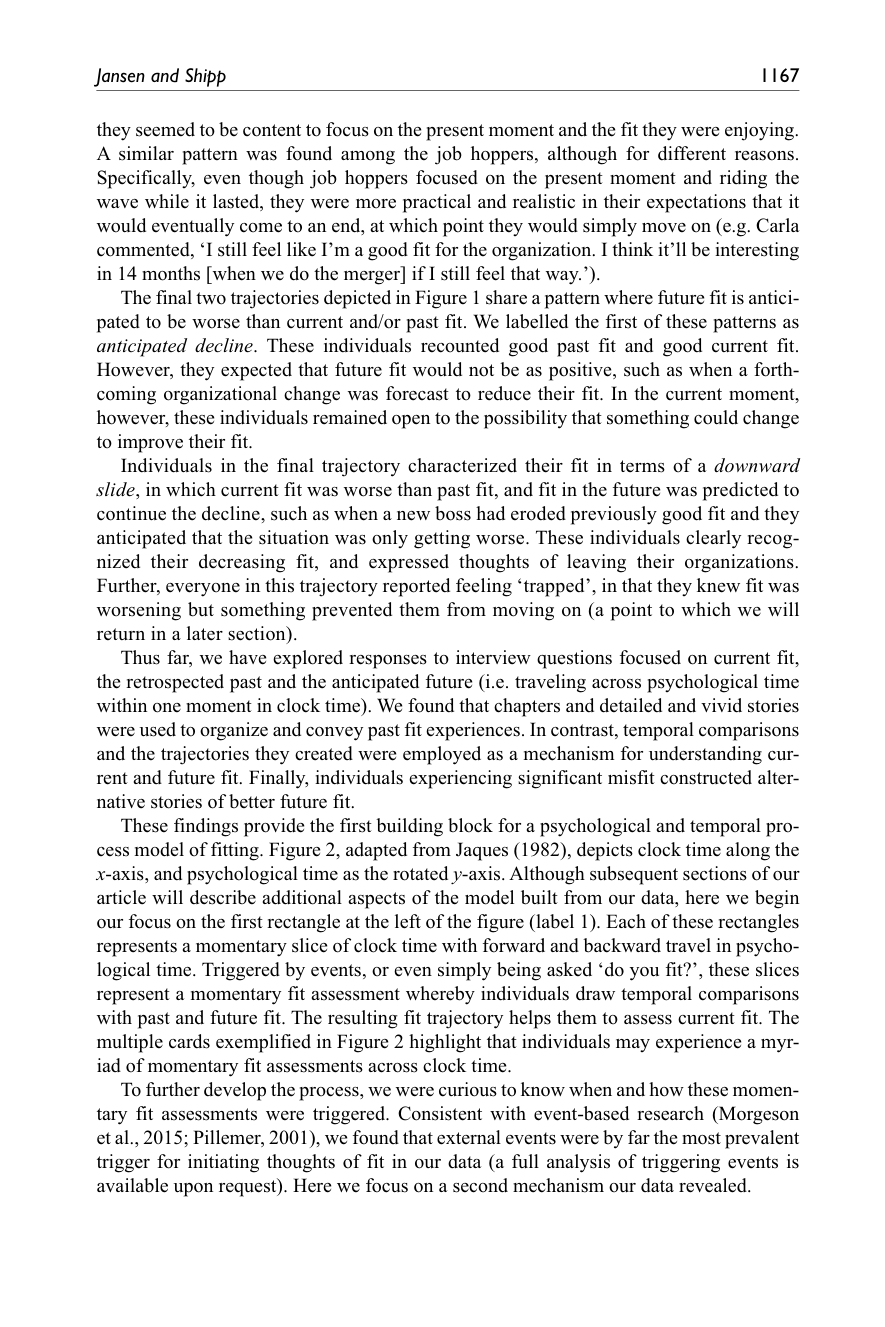 Jansen and Shipp 1167
they seemed to be content to focus on the present moment and the fit they were enjoying.
A similar pattern was found among the job hoppers, although for different reasons.
Specifically, even though job hoppers focused on the present moment and riding the
wave while it lasted, they were more practical and realistic in their expectations that it
would eventually come to an end, at which point they would simply move on (e.g. Carla
commented, ‘I still feel like I’m a good fit for the organization. I think it’ll be interesting
in 14 months [when we do the merger] if I still feel that way.’).
The final two trajectories depicted in Figure 1 share a pattern where future fit is antici-
pated to be worse than current and/or past fit. We labelled the first of these patterns as
anticipated decline. These individuals recounted good past fit and good current fit.
However, they expected that future fit would not be as positive, such as when a forth-
coming organizational change was forecast to reduce their fit. In the current moment,
however, these individuals remained open to the possibility that something could change
to improve their fit.
Individuals in the final trajectory characterized their fit in terms of a downward
slide, in which current fit was worse than past fit, and fit in the future was predicted to
continue the decline, such as when a new boss had eroded previously good fit and they
anticipated that the situation was only getting worse. These individuals clearly recog-
nized their decreasing fit, and expressed thoughts of leaving their organizations.
Further, everyone in this trajectory reported feeling ‘trapped’, in that they knew fit was
worsening but something prevented them from moving on (a point to which we will
return in a later section).
Thus far, we have explored responses to interview questions focused on current fit,
the retrospected past and the anticipated future (i.e. traveling across psychological time
within one moment in clock time). We found that chapters and detailed and vivid stories
were used to organize and convey past fit experiences. In contrast, temporal comparisons
and the trajectories they created were employed as a mechanism for understanding cur-
rent and future fit. Finally, individuals experiencing significant misfit constructed alter-
native stories of better future fit.
These findings provide the first building block for a psychological and temporal pro-
cess model of fitting. Figure 2, adapted from Jaques (1982), depicts clock time along the
x-axis, and psychological time as the rotated y-axis. Although subsequent sections of our
article will describe additional aspects of the model built from our data, here we begin
our focus on the first rectangle at the left of the figure (label 1). Each of these rectangles
represents a momentary slice of clock time with forward and backward travel in psycho-
logical time. Triggered by events, or even simply being asked ‘do you fit?’, these slices
represent a momentary fit assessment whereby individuals draw temporal comparisons
with past and future fit. The resulting fit trajectory helps them to assess current fit. The
multiple cards exemplified in Figure 2 highlight that individuals may experience a myr-
iad of momentary fit assessments across clock time.
To further develop the process, we were curious to know when and how these momen-
tary fit assessments were triggered. Consistent with event-based research (Morgeson
et al., 2015; Pillemer, 2001), we found that external events were by far the most prevalent
trigger for initiating thoughts of fit in our data (a full analysis of triggering events is
available upon request). Here we focus on a second mechanism our data revealed.